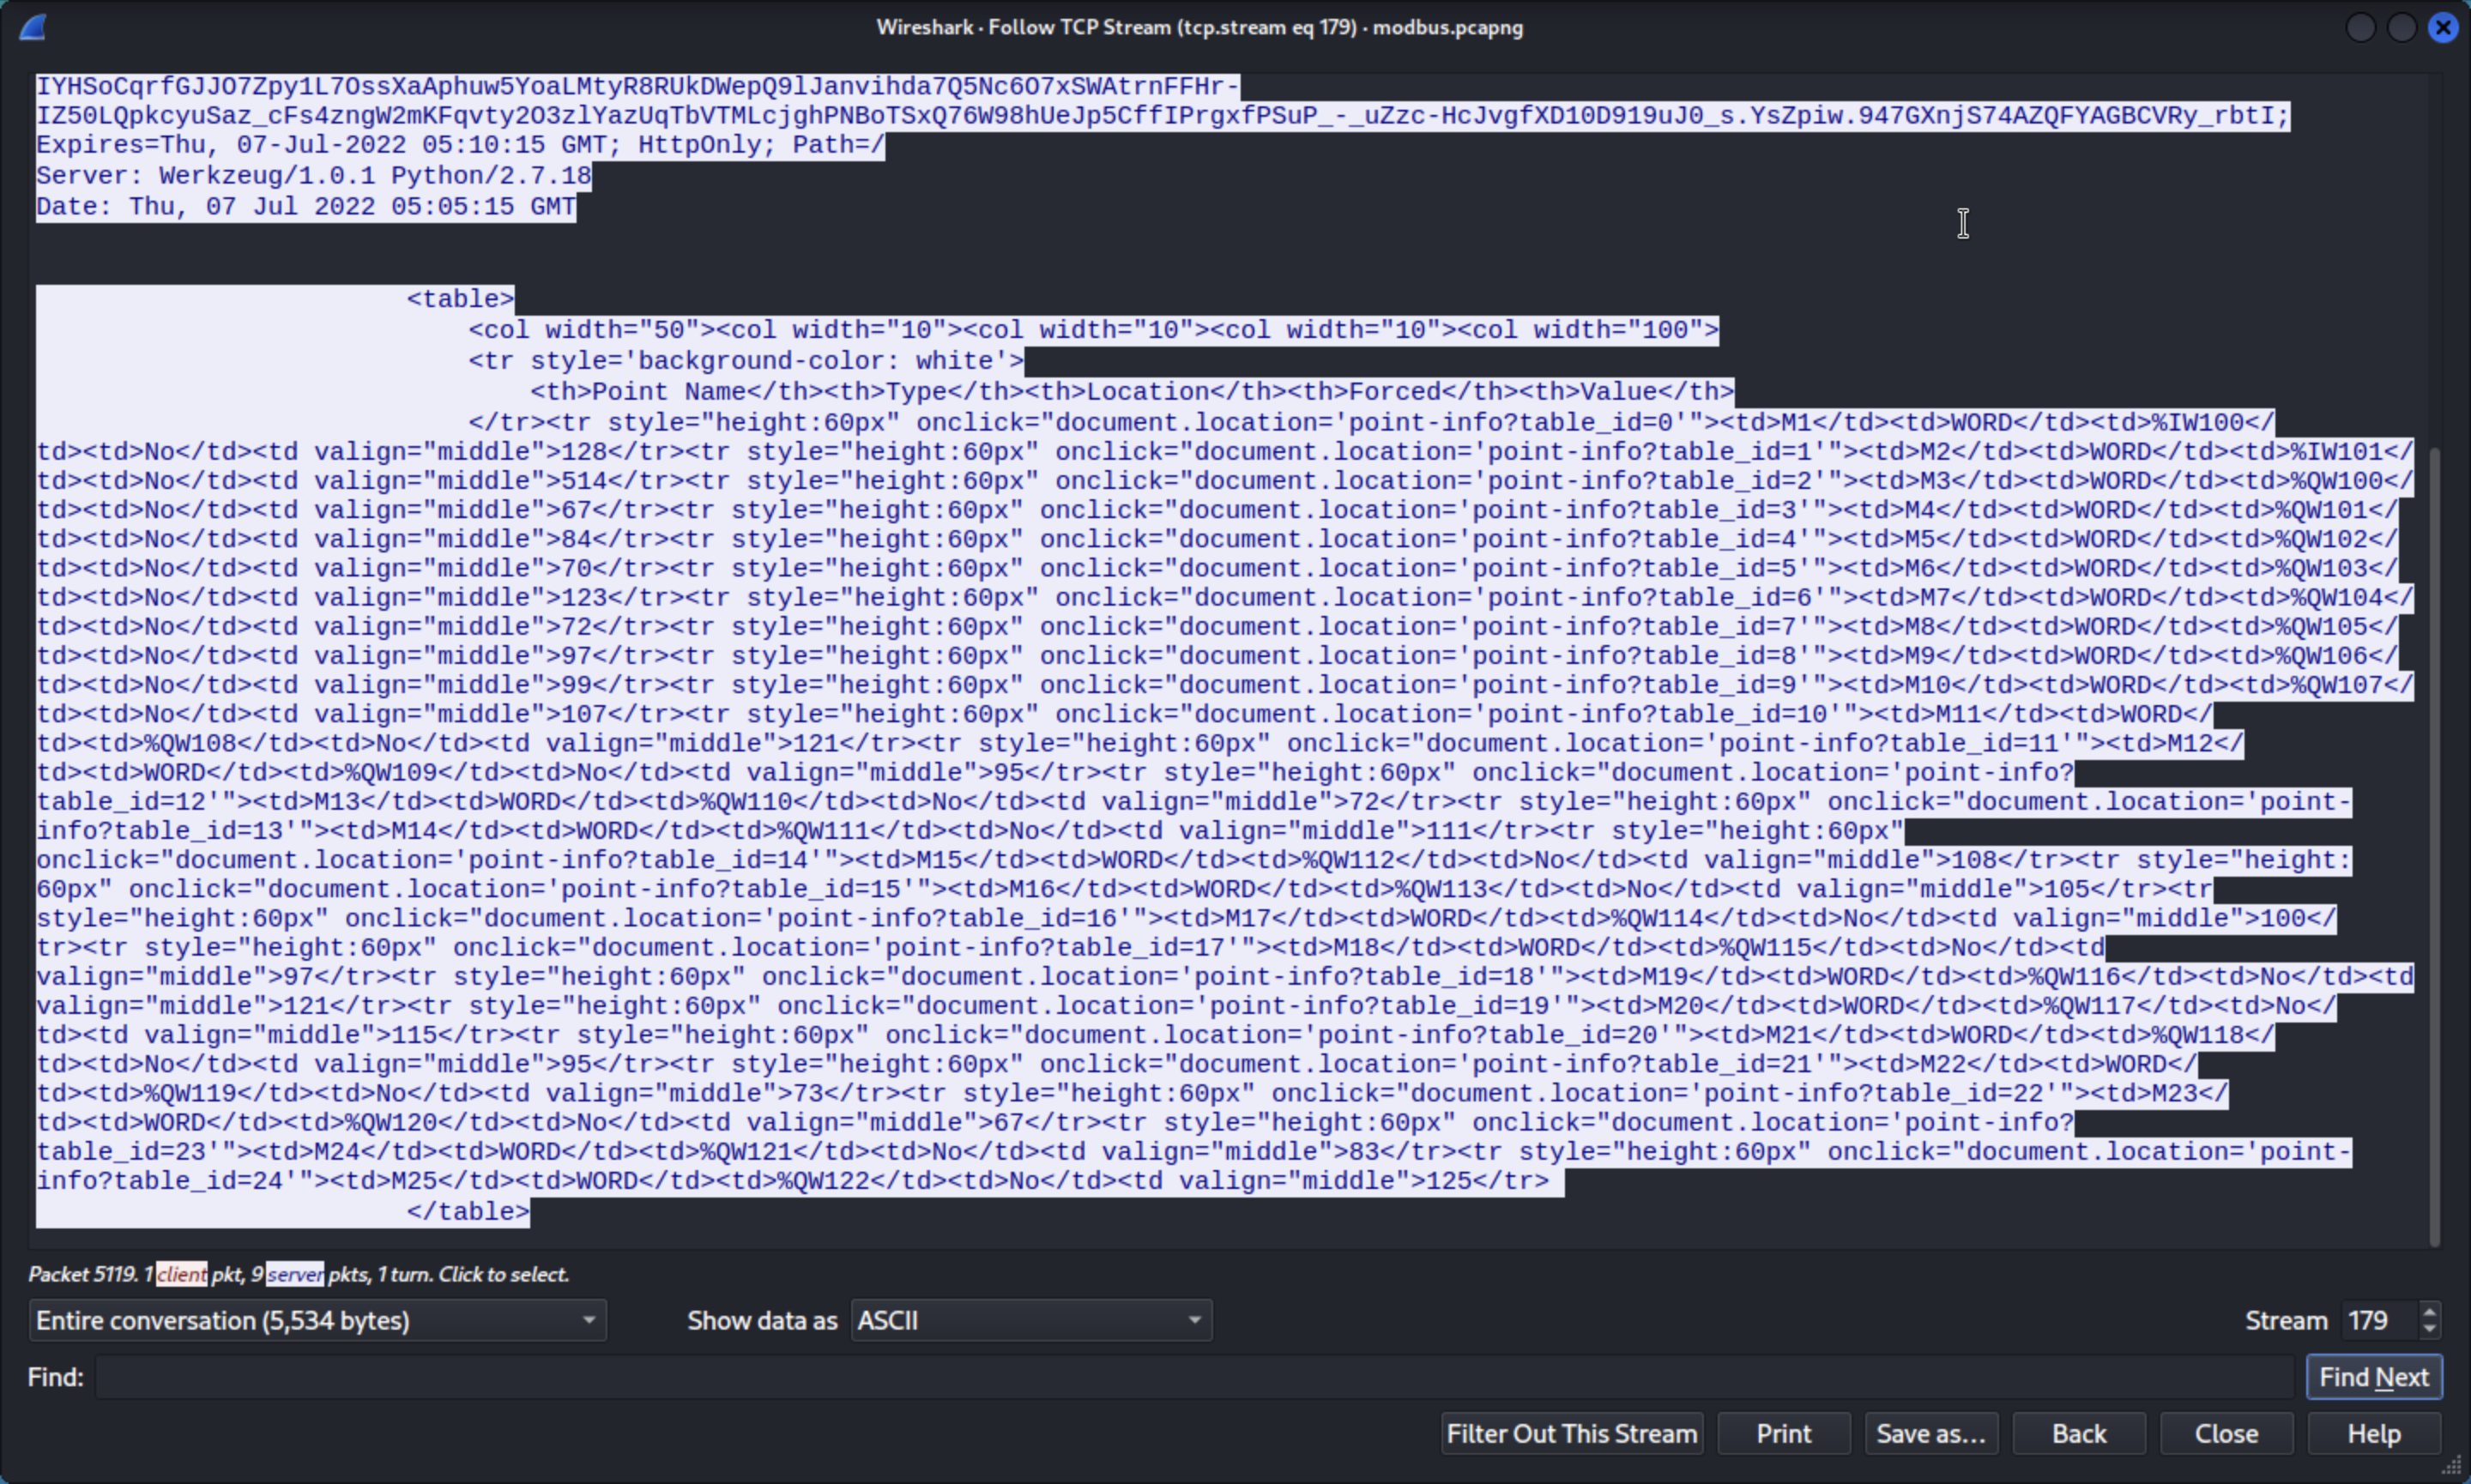 Wireshark · Follow TCP Stream (tcp.stream eq 179) · modbus.pcapng
IYHSoCqrfGJJO7Zpy1L7OssXaAphuw5YoaLMtyR8RUkDWepQ9lJanvihda7Q5Nc6O7xSWAtrnFFHr-
IZ50LQpkcyuSaz_cFs4zngW2mKFqvty2O3zlYazUqTbVTMLcjghPNBoTSxQ76W98hUeJp5CffIPrgxfPSuP_-_uZzc-HcJvgfXD10D919uJ0_s.YsZpiw.947GXnjS74AZQFYAGBCVRy_rbtI;
Expires=Thu, 07-Jul-2022 05:10:15 GMT; HttpOnly; Path=/
Server: Werkzeug/1.0.1 Python/2.7.18
Date: Thu, 07 Jul 2022 05:05:15 GMT
<table>
<col width="50"><col width="10"><col width="10"><col width="10"><col width="100">
<tr style='background-color: white'>
<th>Point Name</th><th>Type</th><th>Location</th><th>Forced</th><th>Value</th>
</tr><tr style="height:60px" onclick="document.location='point-info?table_id=0'"><td>M1</td><td>WORD</td><td>%IW100</
td><td>No</td><td valign="middle">128</tr><tr style="height:60px" onclick="document.location='point-info?table_id=1'"><td>M2</td><td>WORD</td><td>%IW101</
td><td>No</td><td valign="middle">514</tr><tr style="height:60px" onclick="document.location='point-info?table_id=2'"><td>M3</td><td>WORD</td><td>%QW100</
td><td>No</td><td valign="middle">67</tr><tr style="height:60px" onclick="document.location='point-info?table_id=3'"><td>M4</td><td>WORD</td><td>%QW101</
td><td>No</td><td valign="middle">84</tr><tr style="height:60px" onclick="document.location='point-info?table_id=4'"><td>M5</td><td>WORD</td><td>%QW102</
td><td>No</td><td valign="middle">70</tr><tr style="height:60px" onclick="document.location='point-info?table_id=5'"><td>M6</td><td>WORD</td><td>%QW103</
td><td>No</td><td valign="middle">123</tr><tr style="height:60px" onclick="document.location='point-info?table_id=6'"><td>M7</td><td>WORD</td><td>%QW104</
td><td>No</td><td valign="middle">72</tr><tr style="height:60px" onclick="document.location='point-info?table_id=7'"><td>M8</td><td>WORD</td><td>%QW105</
td><td>No</td><td valign="middle">97</tr><tr style="height:60px" onclick="document.location='point-info?table_id=8'"><td>M9</td><td>WORD</td><td>%QW106</
td><td>No</td><td valign="middle">99</tr><tr style="height:60px" onclick="document.location='point-info?table_id=9'"><td>M10</td><td>WORD</td><td>%QW107</
td><td>No</td><td valign="middle">107</tr><tr style="height:60px" onclick="document.location='point-info?table_id=10'"><td>M11</td><td>WORD</
td><td>%QW108</td><td>No</td><td valign="middle">121</tr><tr style="height:60px" onclick="document.location='point-info?table_id=11'"><td>M12</
td><td>WORD</td><td>%QW109</td><td>No</td><td valign="middle">95</tr><tr style="height:60px" onclick="document.location='point-info?
table_id=12'"><td>M13</td><td>WORD</td><td>%QW110</td><td>No</td><td valign="middle">72</tr><tr style="height:60px" onclick="document.location='point-
info?table_id=13'"><td>M14</td><td>WORD</td><td>%QW111</td><td>No</td><td valign="middle">111</tr><tr style="height:60px"
onclick="document.location='point-info?table_id=14'"><td>M15</td><td>WORD</td><td>%QW112</td><td>No</td><td valign="middle">108</tr><tr style="height:
60px" onclick="document.location='point-info?table_id=15'"><td>M16</td><td>WORD</td><td>%QW113</td><td>No</td><td valign="middle">105</tr><tr
style="height:60px" onclick="document.location='point-info?table_id=16'"><td>M17</td><td>WORD</td><td>%QW114</td><td>No</td><td valign="middle">100</
tr><tr style="height:60px" onclick="document.location='point-info?table_id=17'"><td>M18</td><td>WORD</td><td>%QW115</td><td>No</td><td
valign="middle">97</tr><tr style="height:60px" onclick="document.location='point-info?table_id=18'"><td>M19</td><td>WORD</td><td>%QW116</td><td>No</td><td
valign="middle">121</tr><tr style="height:60px" onclick="document.location='point-info?table_id=19'"><td>M20</td><td>WORD</td><td>%QW117</td><td>No</
td><td valign="middle">115</tr><tr style="height:60px" onclick="document.location='point-info?table_id=20'"><td>M21</td><td>WORD</td><td>%QW118</
td><td>No</td><td valign="middle">95</tr><tr style="height:60px" onclick="document.location='point-info?table_id=21'"><td>M22</td><td>WORD</
td><td>%QW119</td><td>No</td><td valign="middle">73</tr><tr style="height:60px" onclick="document.location='point-info?table_id=22'"><td>M23</
td><td>WORD</td><td>%QW120</td><td>No</td><td valign="middle">67</tr><tr style="height:60px" onclick="document.location='point-info?
table_id=23'"><td>M24</td><td>WORD</td><td>%QW121</td><td>No</td><td valign="middle">83</tr><tr style="height:60px" onclick="document.location='point-
info?table_id=24'"><td>M25</td><td>WORD</td><td>%QW122</td><td>No</td><td valign="middle">125</tr>
</table>
Packet 5119. 1 client pkt, 9 server pkts, 1 turn. Click to select.
Entire conversation (5,534 bytes) Show data as ASCII Stream 179
Find: Find Next
Filter Out This Stream Print Save as... Back Close Help